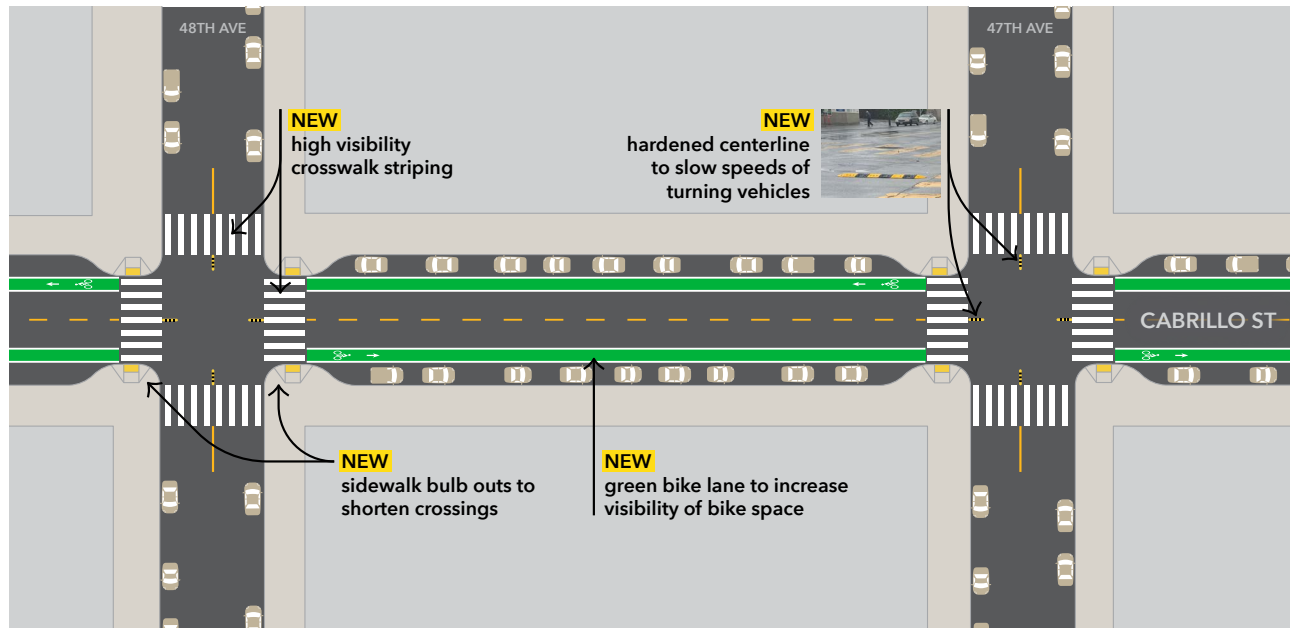 48TH AVE
47TH AVE
NEW
high visibility
crosswalk striping
NEW
hardened centerline
to slow speeds of
turning vehicles
CABRILLO ST
NEW
sidewalk bulb outs to
shorten crossings
NEW
green bike lane to increase
visibility of bike space